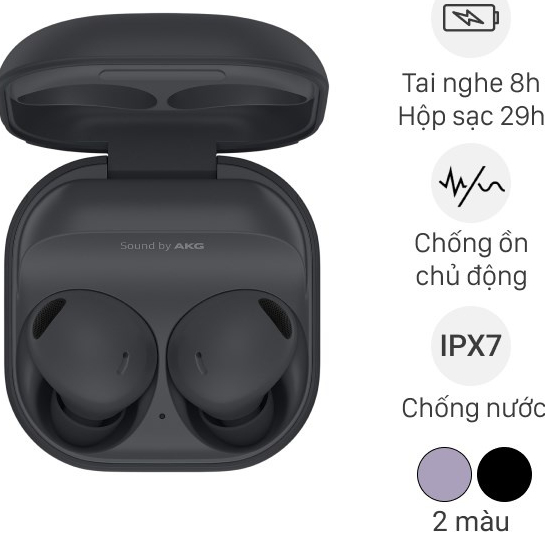 Tai nghe 8h
Hộp sạc 29h
Sound by AKG
Chống ồn
chủ động
IPX7
Chống nước
2 màu